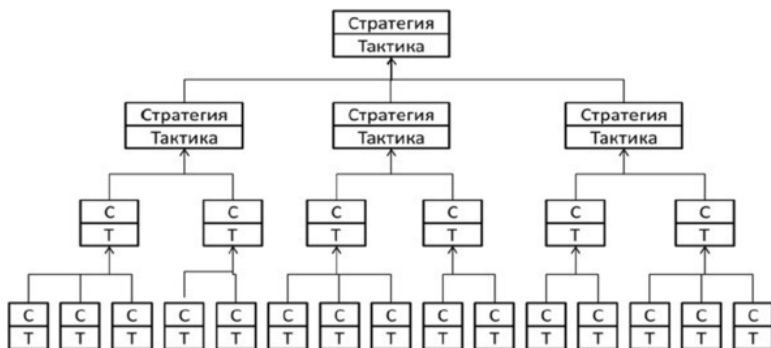 Стратегия
Тактика
Стратегия Стратегия Стратегия
Тактика Тактика Тактика
С С С С С С
Т Т Т Т Т Т
С С С С С С С С С С С С С С С
Т Т Т Т Т Т Т Т Т Т Т Т Т Т Т